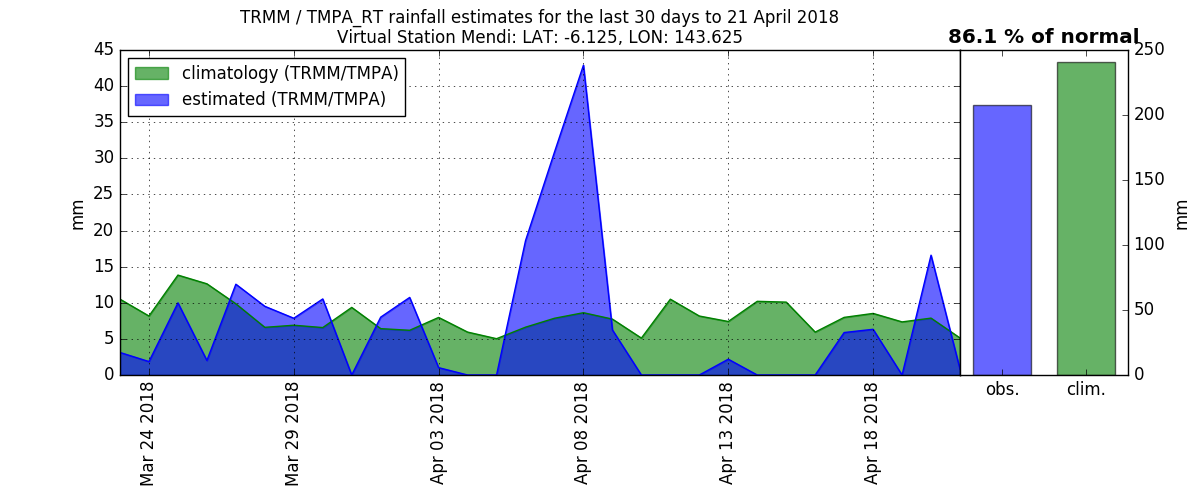 TRMM / TMPA_RT rainfall estimates for the last 30 days to 21 April 2018
Virtual Station Mendi: LAT: -6.125, LON: 143.625
86.1 % of normal
climatology (TRMM/TMPA)
estimated (TRMM/TMPA)
45
40
35
30
25
20
15
10
5
0
mm
Mar 24 2018
Mar 29 2018
Apr 03 2018
Apr 08 2018
Apr 13 2018
Apr 18 2018
250
200
150
100
50
0
mm
obs.
clim.